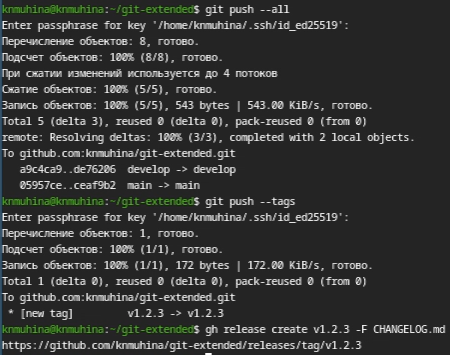 knmuhina@knmuhina:~/git-extended$ git push --all
Enter passphrase for key '/home/knmuhina/.ssh/id_ed25519':
Перечисление объектов: 8, готово.
Подсчет объектов: 100% (8/8), готово.
При сжатии изменений используется до 4 потоков
Сжатие объектов: 100% (5/5), готово.
Запись объектов: 100% (5/5), 543 bytes | 543.00 KiB/s, готово.
Total 5 (delta 3), reused 0 (delta 0), pack-reused 0 (from 0)
remote: Resolving deltas: 100% (3/3), completed with 2 local objects.
To github.com:knmuhina/git-extended.git
   a9c4ca9..de76206  develop -> develop
   05957ce..ceaf9b2  main -> main
knmuhina@knmuhina:~/git-extended$ git push --tags
Enter passphrase for key '/home/knmuhina/.ssh/id_ed25519':
Перечисление объектов: 1, готово.
Подсчет объектов: 100% (1/1), готово.
Запись объектов: 100% (1/1), 172 bytes | 172.00 KiB/s, готово.
Total 1 (delta 0), reused 0 (delta 0), pack-reused 0 (from 0)
To github.com:knmuhina/git-extended.git
 * [new tag]         v1.2.3 -> v1.2.3
knmuhina@knmuhina:~/git-extended$ gh release create v1.2.3 -F CHANGELOG.md
https://github.com/knmuhina/git-extended/releases/tag/v1.2.3